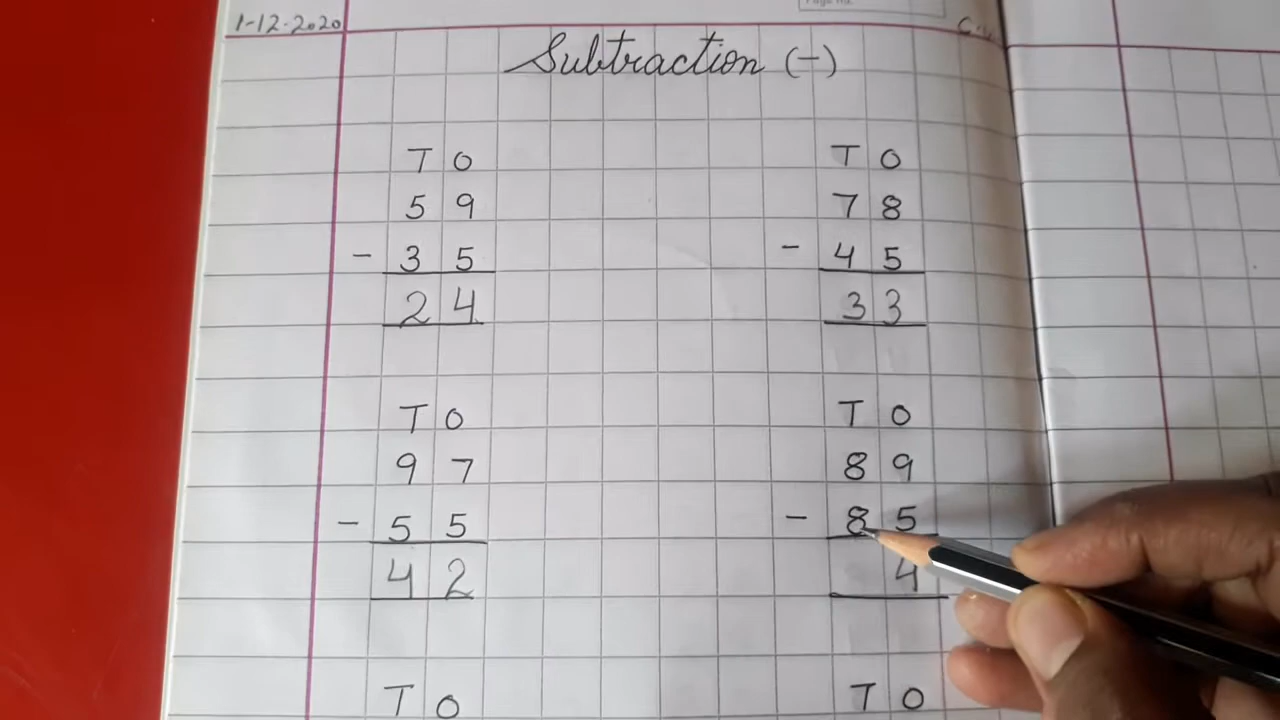 1-12-2020
Subtraction (-)
T O
5 9
- 3 5
2 4
T O
7 8
- 4 5
3 3
T O
9 7
- 5 5
4 2
T O
8 9
- 8 5
4
T O
T O